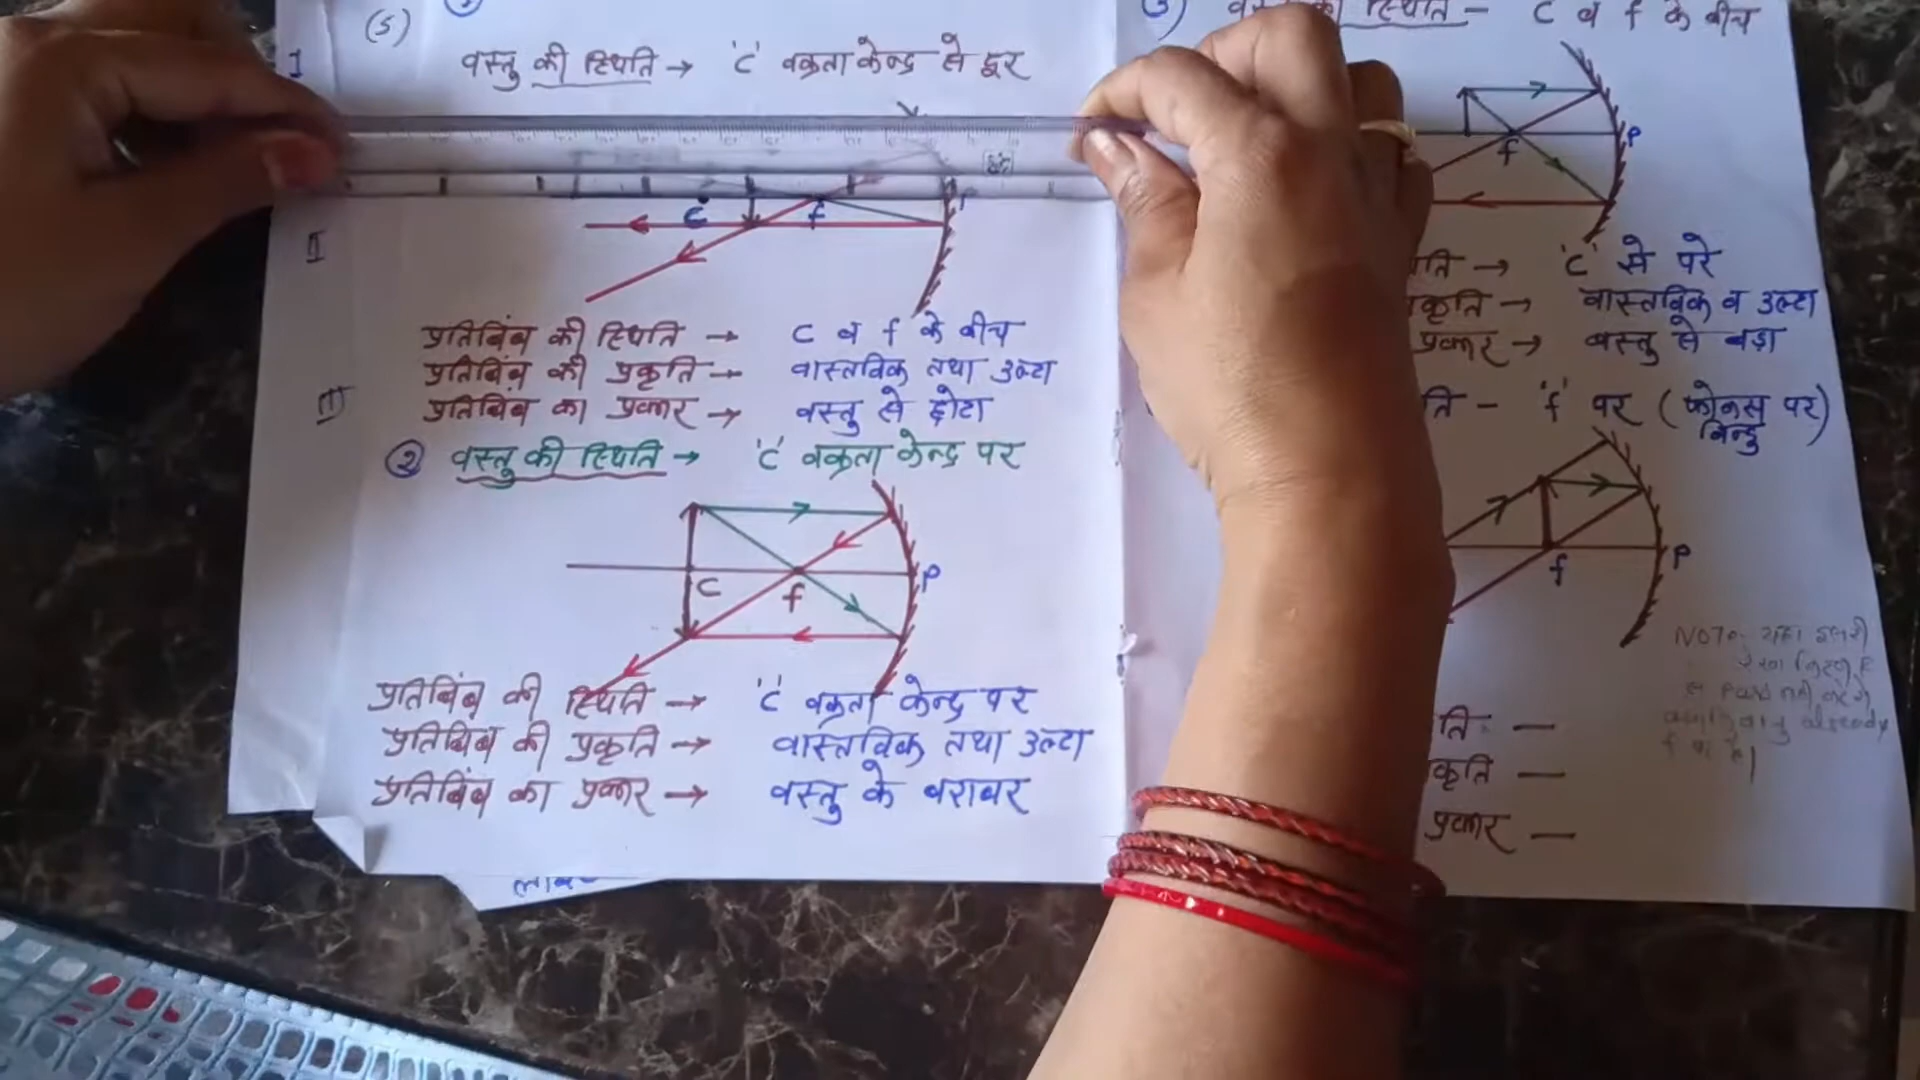 (5)
I
वस्तु की स्थिति → 'C' वक्रता केन्द्र से दूर
C f P
II
प्रतिबिंब की स्थिति → C व f के बीच
प्रतिबिंब की प्रकृति → वास्तविक तथा उल्टा
III प्रतिबिंब का प्रकार → वस्तु से छोटा
② वस्तु की स्थिति → 'C' वक्रता केन्द्र पर
C f P
प्रतिबिंब की स्थिति → 'C' वक्रता केन्द्र पर
प्रतिबिंब की प्रकृति → वास्तविक तथा उल्टा
प्रतिबिंब का प्रकार → वस्तु के बराबर
स्थिति – C व f के बीच
f P
ति → 'C' से परे
कृति → वास्तविक व उल्टा
प्रकार → वस्तु से बड़ा
ति – 'f' पर (फोकस पर)
बिन्दु
f P
ति –
कृति –
प्रकार –